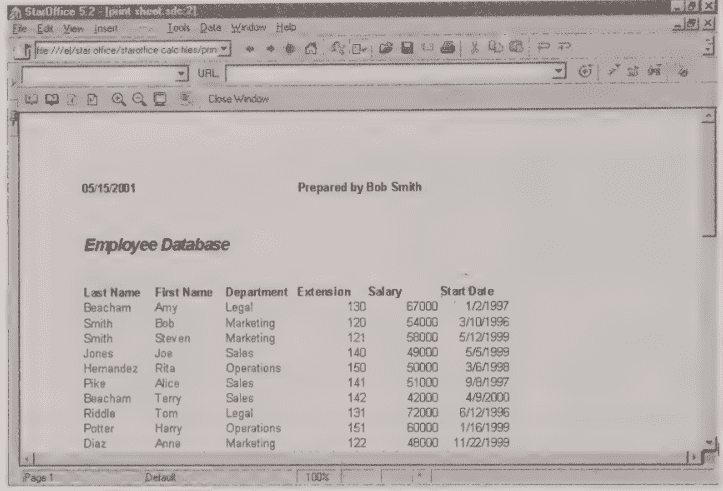 StarOffice 5.2 - [print sheet.sdc:2]
File Edit View Insert Tools Data Window Help
URL
Close Window
05/15/2001 Prepared by Bob Smith
Employee Database
Last Name First Name Department Extension Salary Start Date
Beacham Amy Legal 130 67000 1/2/1997
Smith Bob Marketing 120 54000 3/10/1996
Smith Steven Marketing 121 58000 5/12/1999
Jones Joe Sales 140 49000 5/5/1999
Hernandez Rita Operations 150 50000 3/6/1998
Pike Alice Sales 141 51000 9/8/1997
Beacham Terry Sales 142 42000 4/9/2000
Riddle Tom Legal 131 72000 6/12/1996
Potter Harry Operations 151 60000 1/16/1999
Diaz Anne Marketing 122 48000 11/22/1999
Page 1 Default 100% *